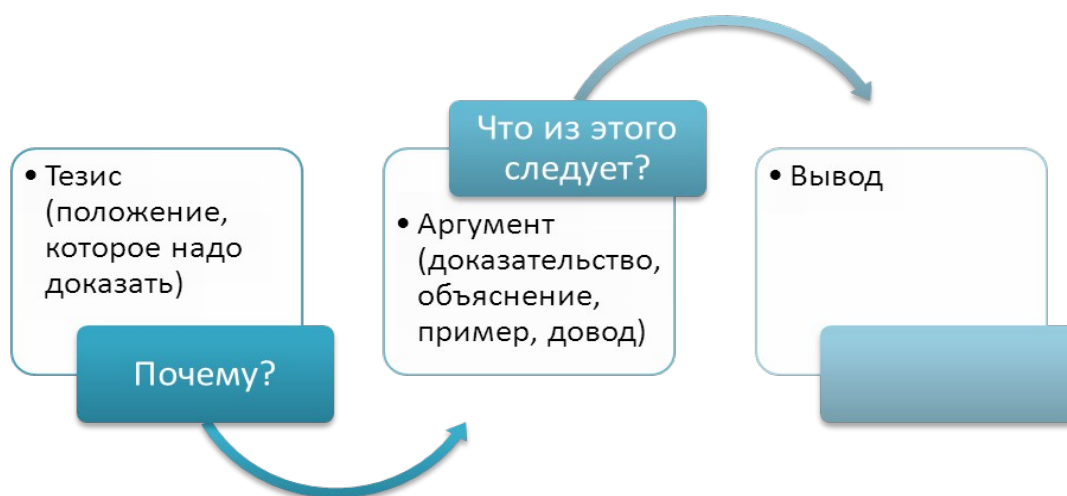 • Тезис
(положение,
которое надо
доказать)
Почему?
Что из этого
следует?
• Аргумент
(доказательство,
объяснение,
пример, довод)
• Вывод